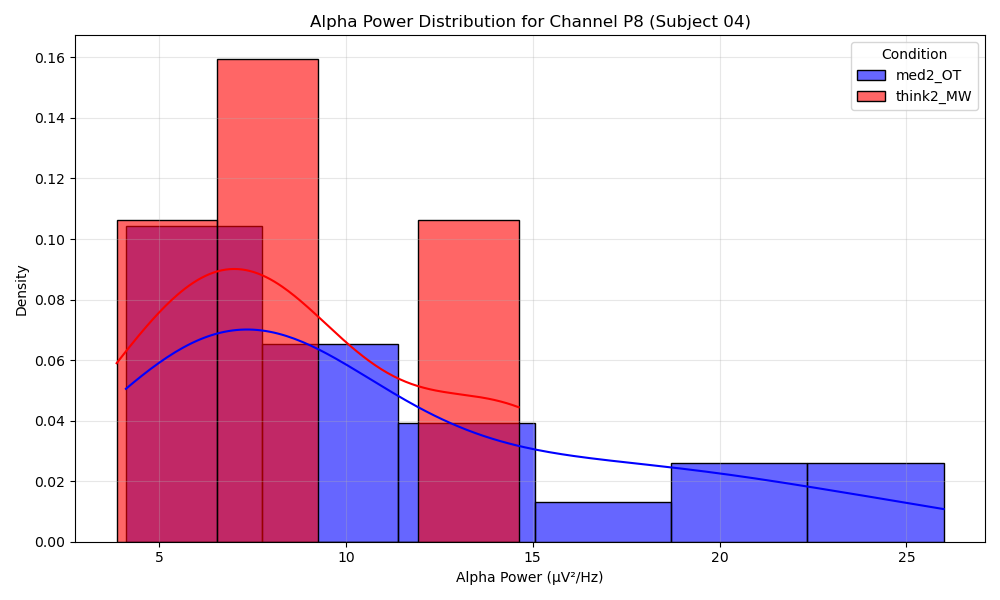 Alpha Power Distribution for Channel P8 (Subject 04)
Condition
med2_OT
think2_MW
Density
0.16
0.14
0.12
0.10
0.08
0.06
0.04
0.02
0.00
5
10
15
20
25
Alpha Power (µV²/Hz)